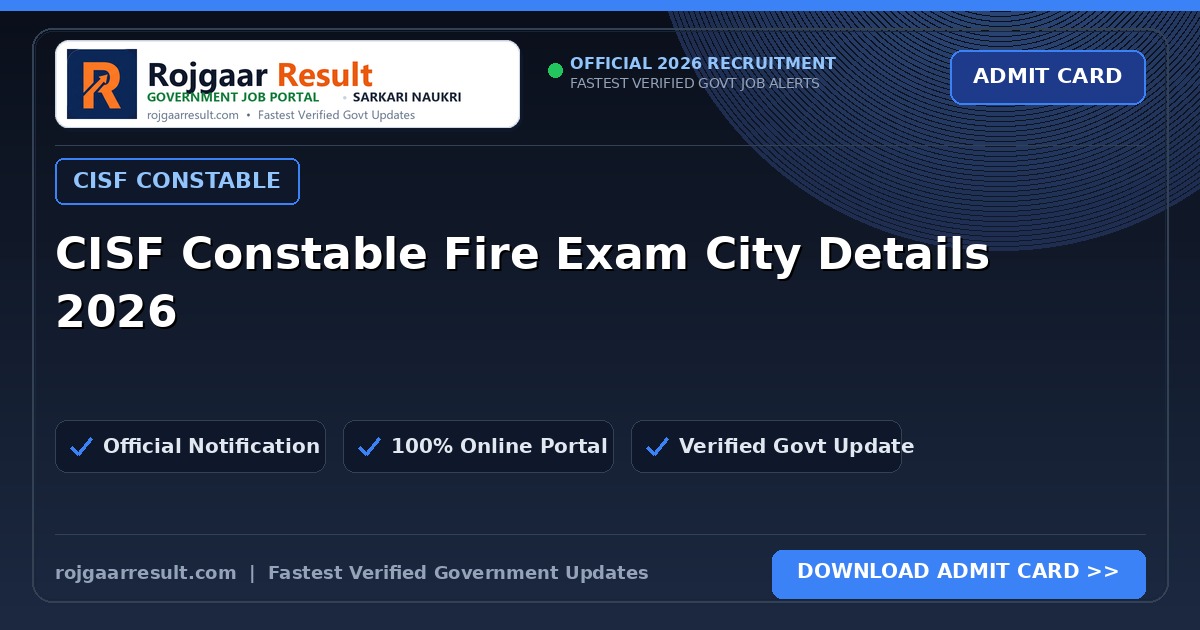 Rojgaar Result
GOVERNMENT JOB PORTAL • SARKARI NAUKRI
rojgaarresult.com • Fastest Verified Govt Updates
OFFICIAL 2026 RECRUITMENT
FASTEST VERIFIED GOVT JOB ALERTS
ADMIT CARD
CISF CONSTABLE
CISF Constable Fire Exam City Details
2026
Official Notification
100% Online Portal
Verified Govt Update
rojgaarresult.com | Fastest Verified Government Updates
DOWNLOAD ADMIT CARD >>